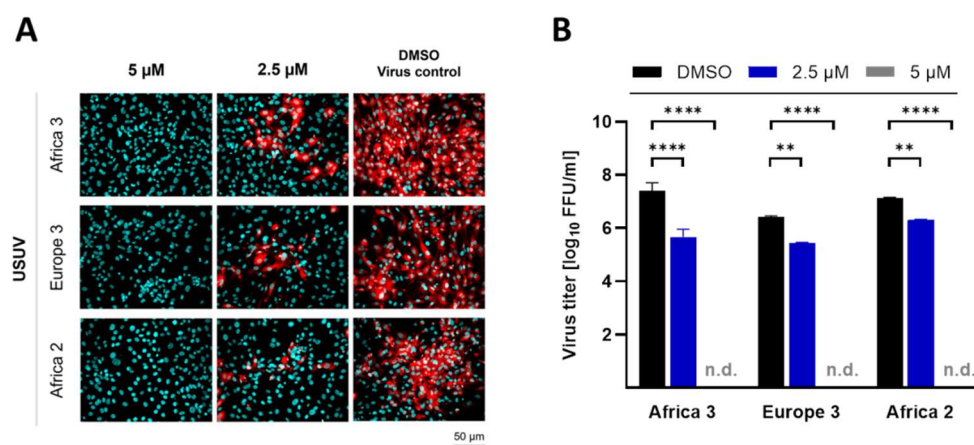 A
5 µM
2.5 µM
DMSO
Virus control
USUV
Africa 3
Europe 3
Africa 2
50 µm
B
DMSO
2.5 µM
5 µM
Virus titer [log10 FFU/ml]
10
8
6
4
2
****
****
****
****
**
**
n.d.
n.d.
n.d.
Africa 3
Europe 3
Africa 2